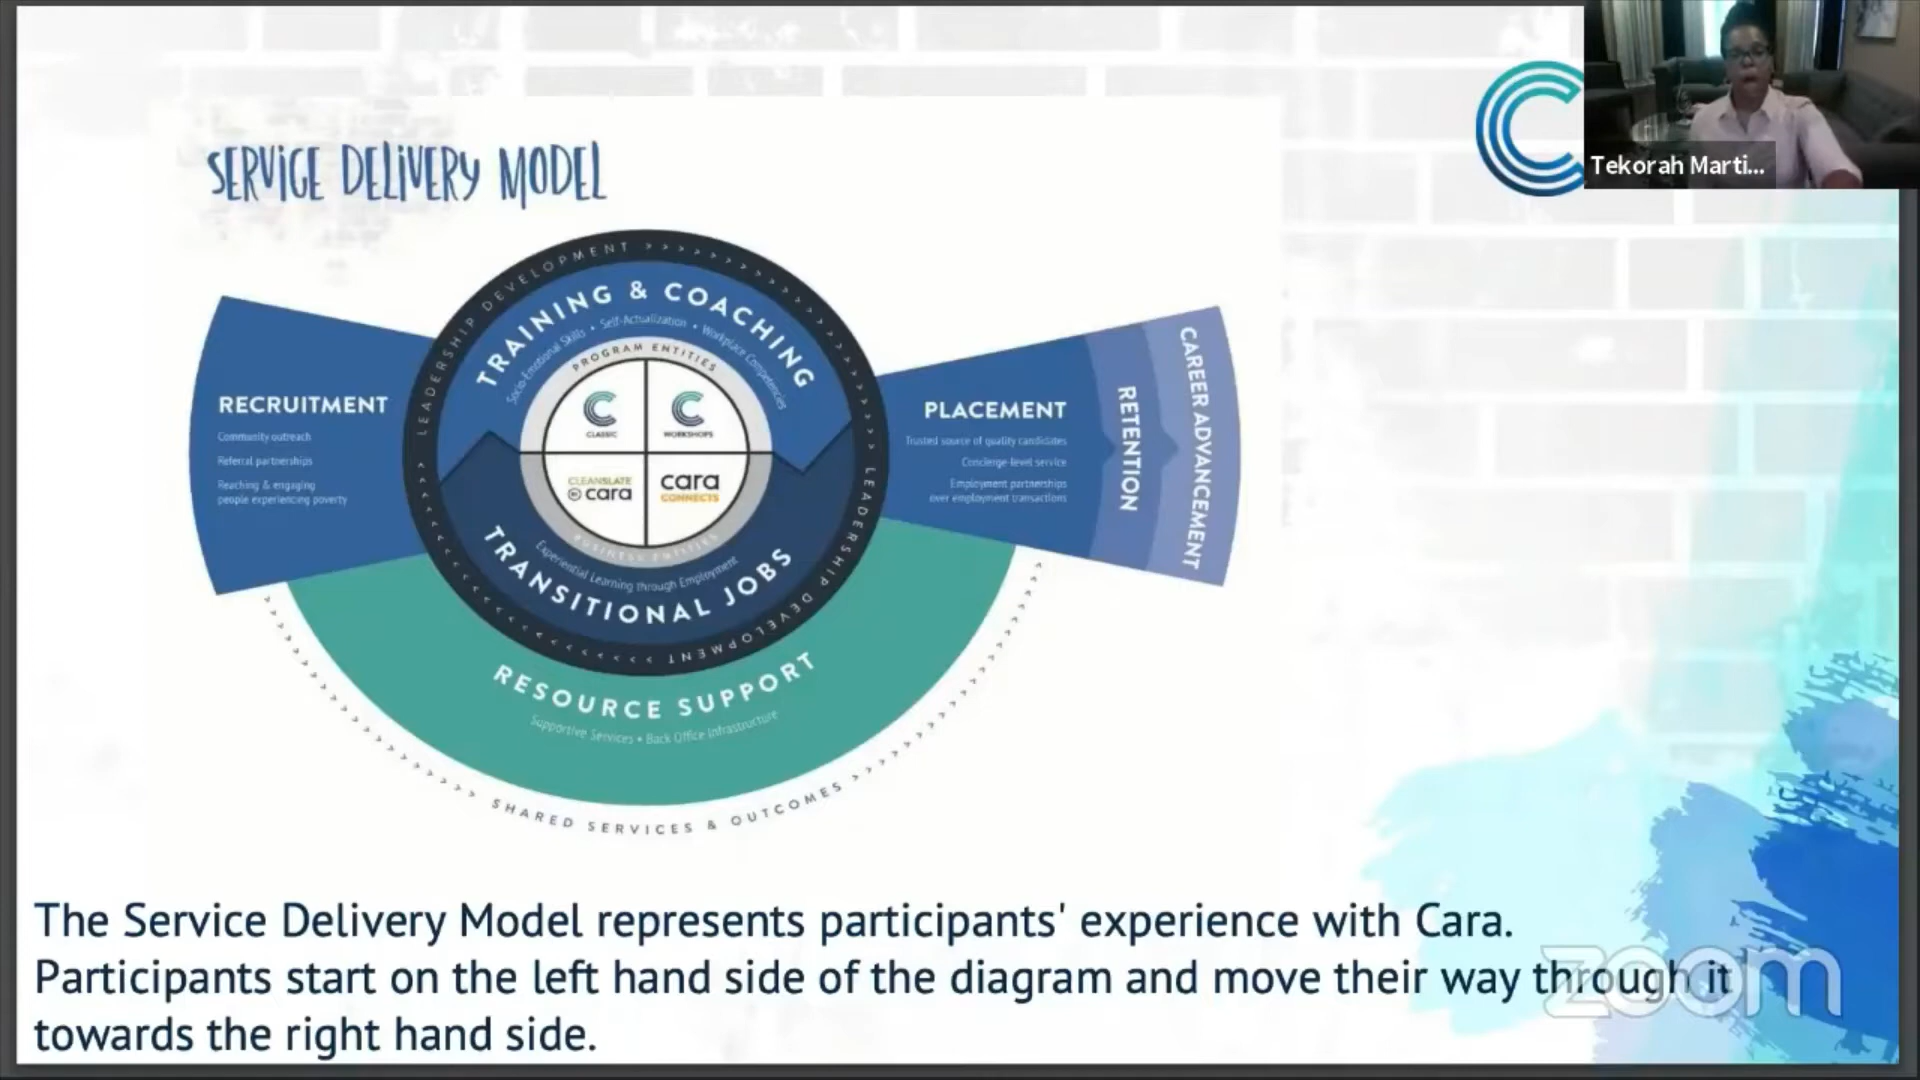 SERVICE DELIVERY MODEL
Tekorah Marti...
LEADERSHIP DEVELOPMENT > > > > > > > > > > > > > > > >
TRAINING & COACHING
Socio-Emotional Skills • Self-Actualization • Workplace Competencies
PROGRAM ENTITIES
CLASSIC
WORKSHOPS
CLEANSLATE
BY cara
cara
CONNECTS
BUSINESS ENTITIES
Experiential Learning through Employment
TRANSITIONAL JOBS
LEADERSHIP DEVELOPMENT
RECRUITMENT
Community outreach
Referral partnerships
Reaching & engaging
people experiencing poverty
PLACEMENT
Trusted source of quality candidates
Concierge-level service
Employment partnerships
over employment transactions
RETENTION
CAREER ADVANCEMENT
RESOURCE SUPPORT
Supportive Services • Back Office Infrastructure
SHARED SERVICES & OUTCOMES
The Service Delivery Model represents participants' experience with Cara.
Participants start on the left hand side of the diagram and move their way through it
towards the right hand side.
zoom